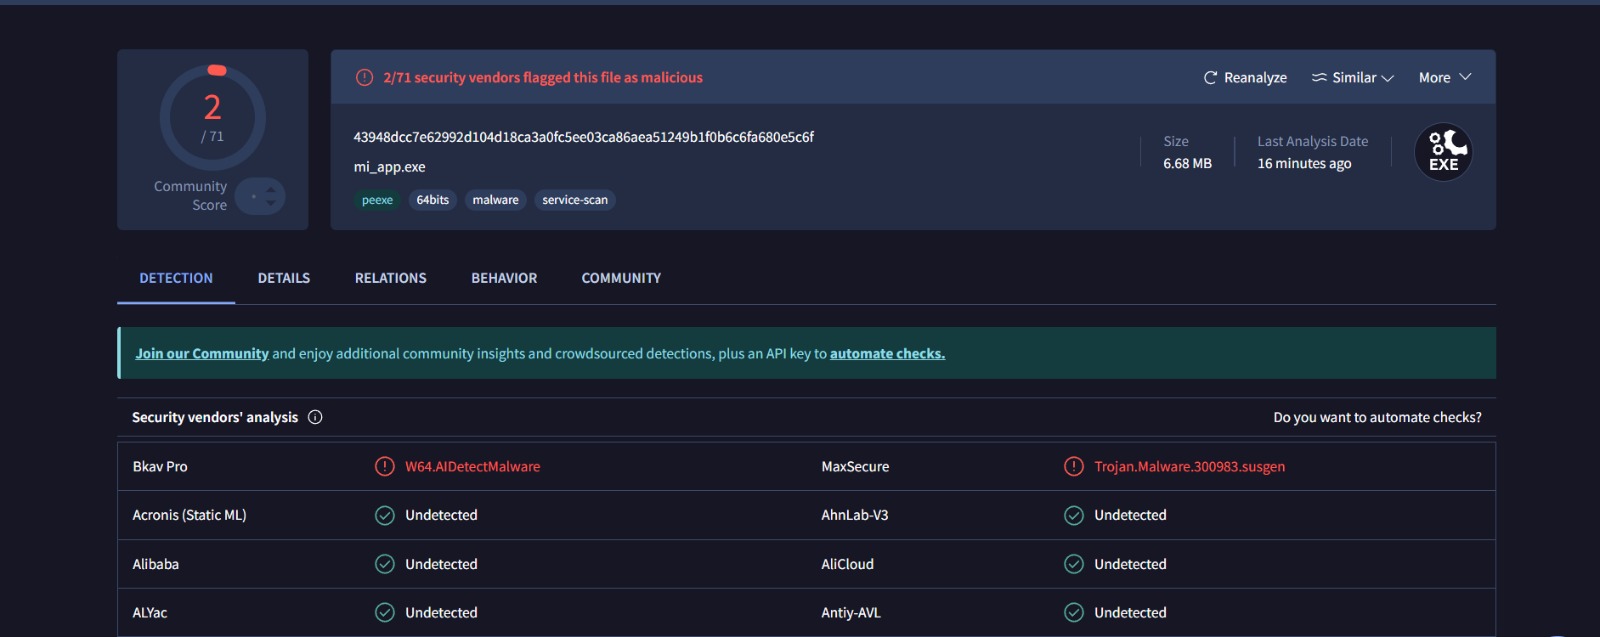 2
/ 71
Community
Score
2/71 security vendors flagged this file as malicious
Reanalyze
Similar
More
43948dcc7e62992d104d18ca3a0fc5ee03ca86aea51249b1f0b6c6fa680e5c6f
mi_app.exe
peexe 64bits malware service-scan
Size
6.68 MB
Last Analysis Date
16 minutes ago
EXE
DETECTION DETAILS RELATIONS BEHAVIOR COMMUNITY
Join our Community and enjoy additional community insights and crowdsourced detections, plus an API key to automate checks.
Security vendors' analysis Do you want to automate checks?
Bkav Pro W64.AIDetectMalware MaxSecure Trojan.Malware.300983.susgen
Acronis (Static ML) Undetected AhnLab-V3 Undetected
Alibaba Undetected AliCloud Undetected
ALYac Undetected Antiy-AVL Undetected